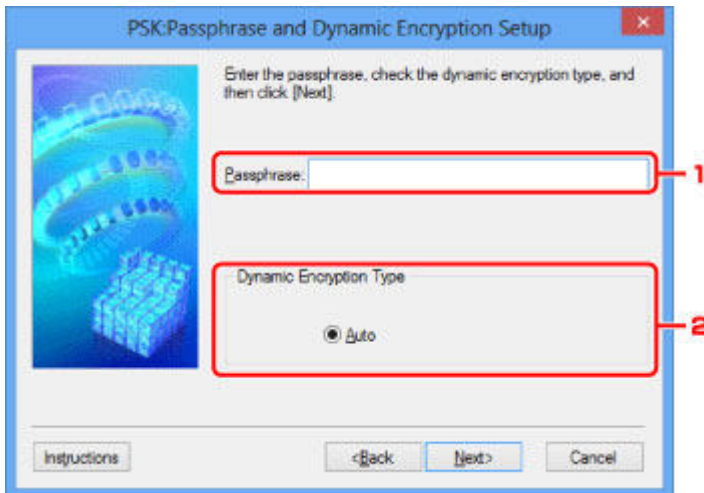 PSK:Passphrase and Dynamic Encryption Setup
Enter the passphrase, check the dynamic encryption type, and
then click [Next].
Passphrase:
1
Dynamic Encryption Type
Auto
2
Instructions
<Back
Next>
Cancel